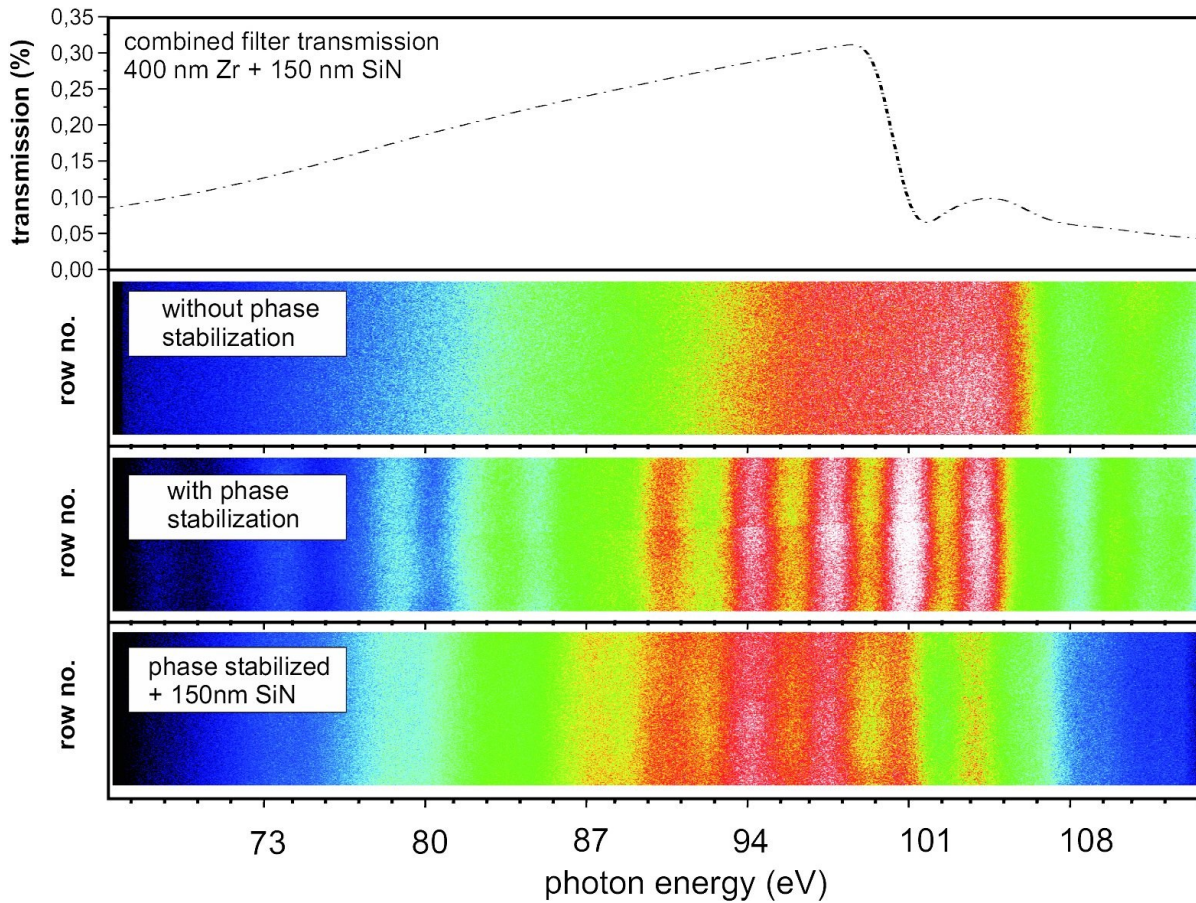 combined filter transmission
400 nm Zr + 150 nm SiN
transmission (%)
0,35
0,30
0,25
0,20
0,15
0,10
0,05
0,00
without phase
stabilization
row no.
with phase
stabilization
row no.
phase stabilized
+ 150nm SiN
row no.
73 80 87 94 101 108
photon energy (eV)